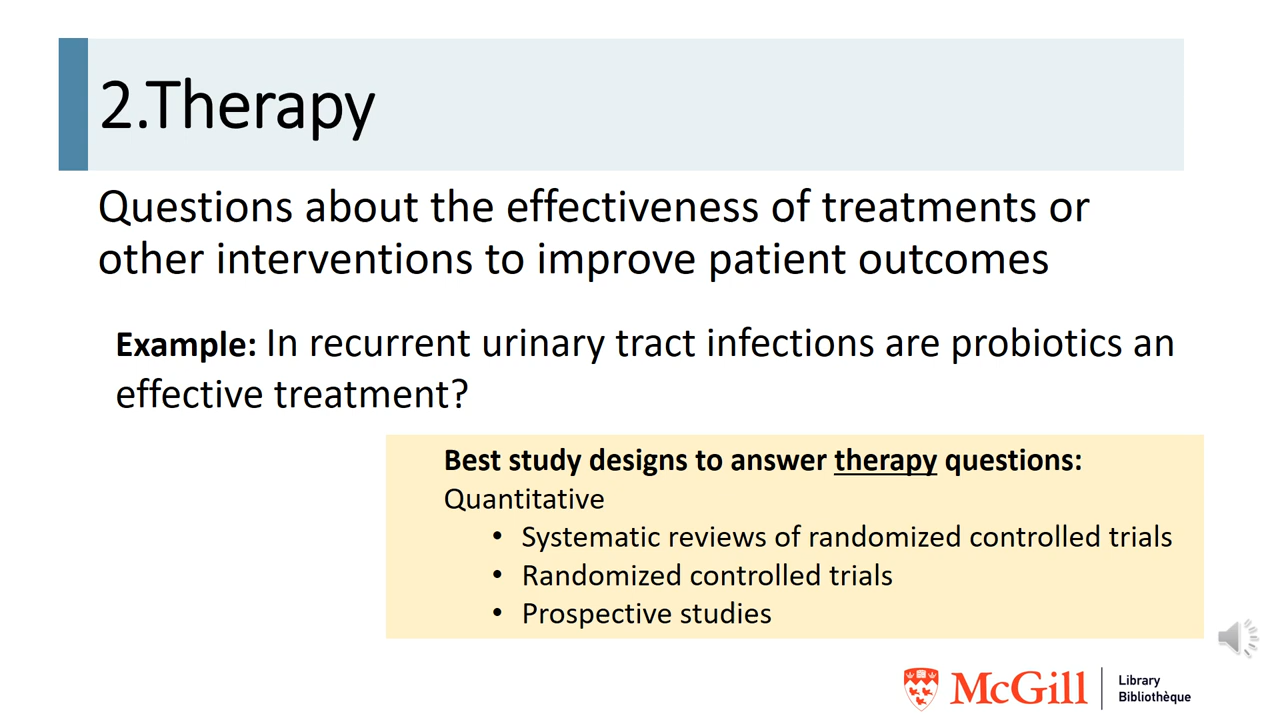 2.Therapy
Questions about the effectiveness of treatments or
other interventions to improve patient outcomes
Example: In recurrent urinary tract infections are probiotics an
effective treatment?
Best study designs to answer therapy questions:
Quantitative
• Systematic reviews of randomized controlled trials
• Randomized controlled trials
• Prospective studies
McGill
Library
Bibliothèque